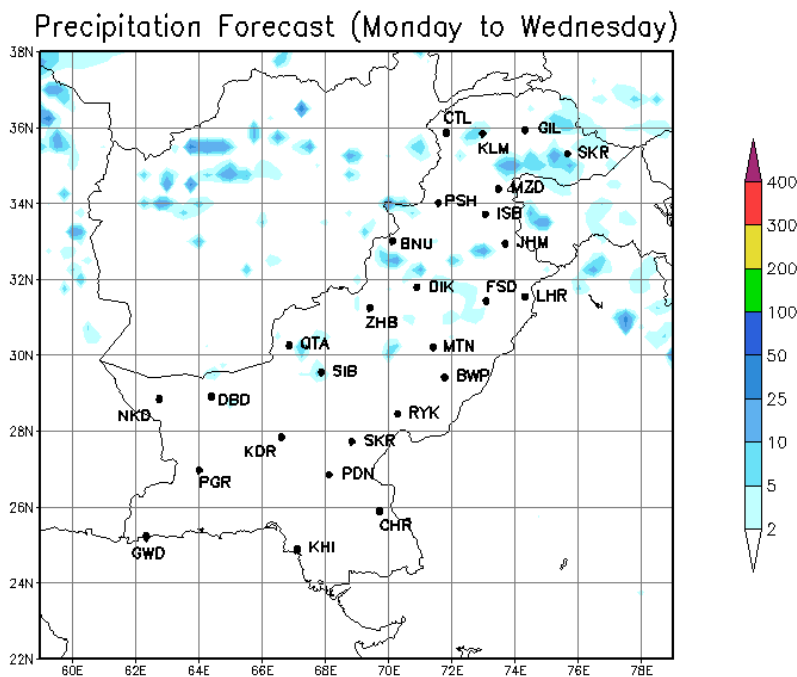 Precipitation Forecast (Monday to Wednesday)
38N
36N
34N
32N
30N
28N
26N
24N
22N
60E 62E 64E 66E 68E 70E 72E 74E 76E 78E
CTL
KLM
GIL
SKR
MZD
PSH
ISB
BNU
JHM
DIK
FSD
LHR
ZHB
QTA
MTN
SIB
BWP
NKD
DBD
RYK
KDR
SKR
PGR
PDN
CHR
GWD
KHI
400
300
200
100
50
25
10
5
2